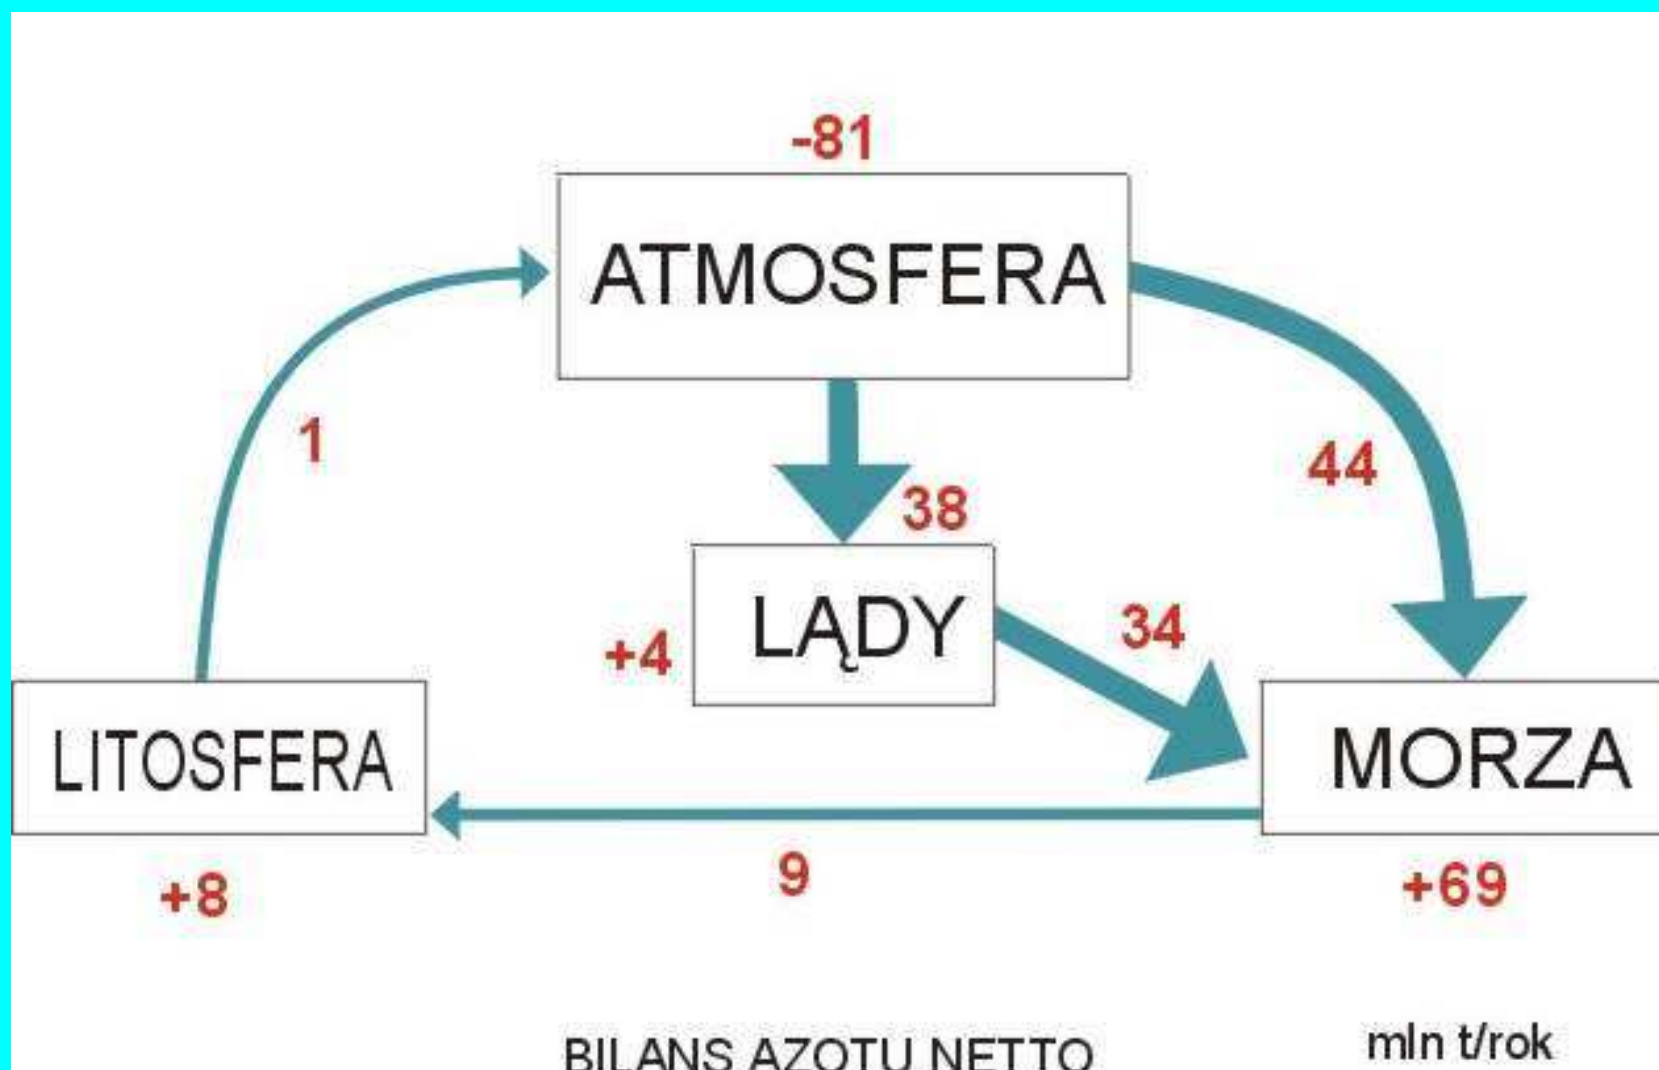 -81
ATMOSFERA
1
44
38
LĄDY
34
+4
LITOSFERA
MORZA
9
+8
+69
BILANS AZOTU NETTO
mln t/rok